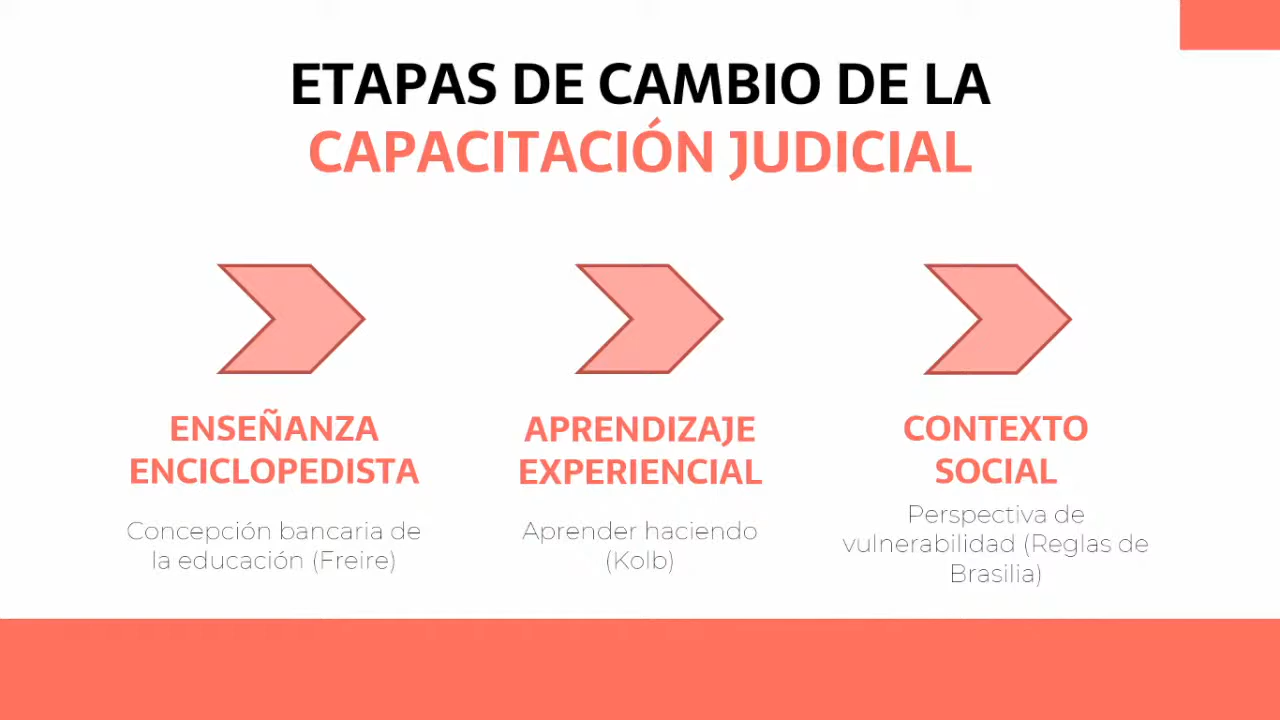 ETAPAS DE CAMBIO DE LA
CAPACITACIÓN JUDICIAL
ENSEÑANZA
ENCICLOPEDISTA
Concepción bancaria de
la educación (Freire)
APRENDIZAJE
EXPERIENCIAL
Aprender haciendo
(Kolb)
CONTEXTO
SOCIAL
Perspectiva de
vulnerabilidad (Reglas de
Brasilia)